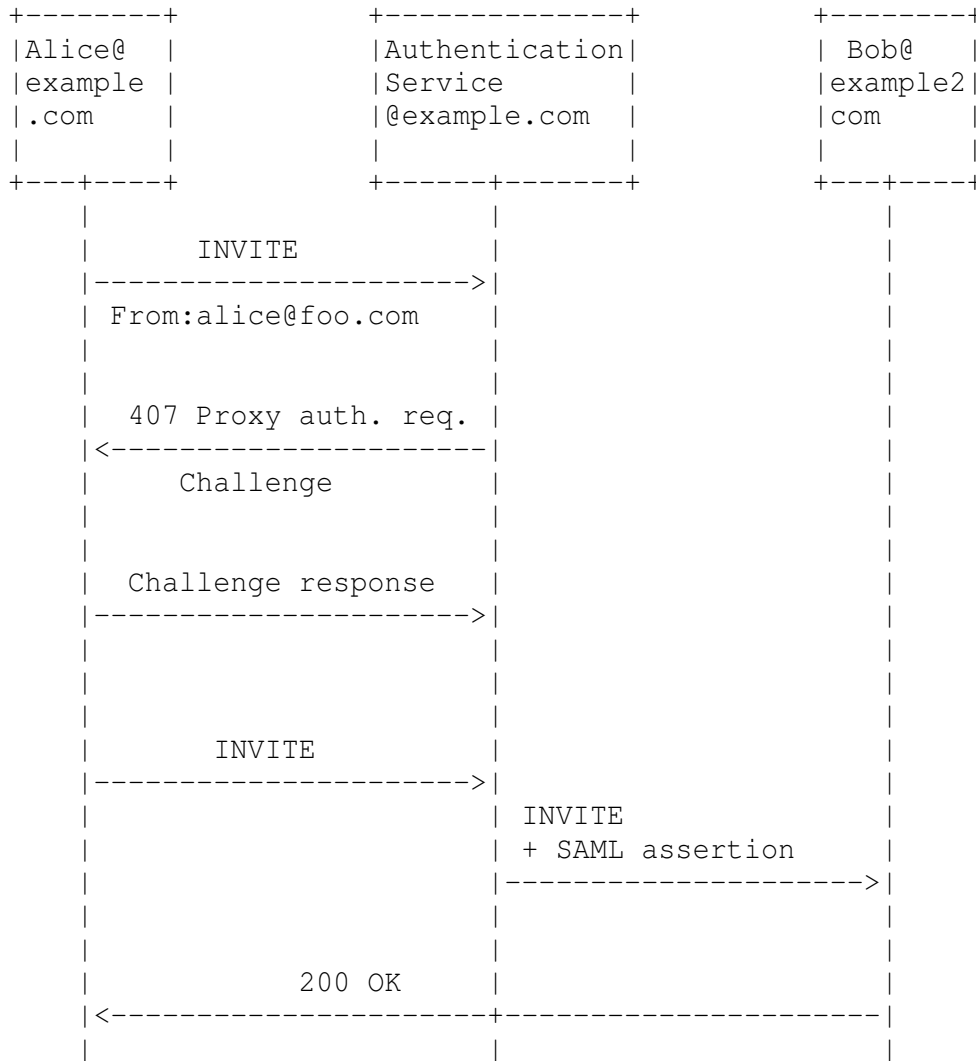 Alice@ Authentication Bob@
example Service example2
.com @example.com com
INVITE
From:alice@foo.com
407 Proxy auth. req.
Challenge
Challenge response
INVITE
INVITE
+ SAML assertion
200 OK